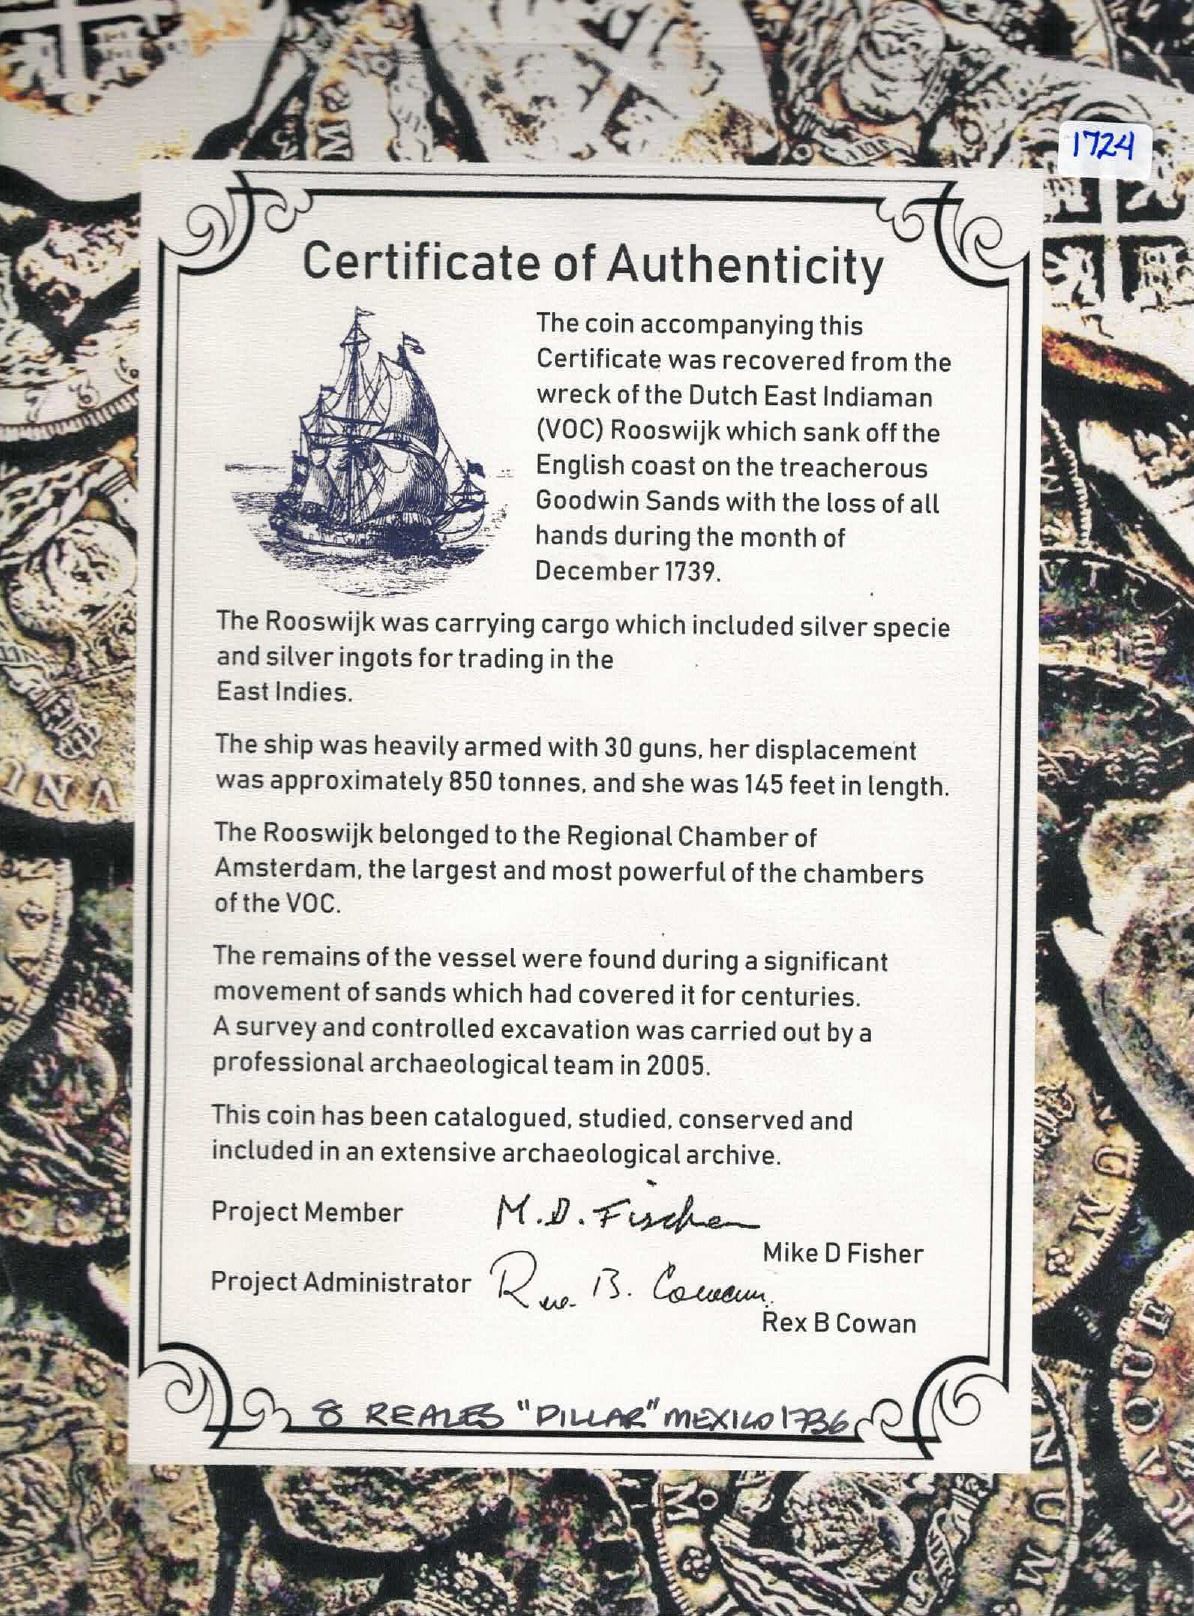 1724
Certificate of Authenticity
The coin accompanying this
Certificate was recovered from the
wreck of the Dutch East Indiaman
(VOC) Rooswijk which sank off the
English coast on the treacherous
Goodwin Sands with the loss of all
hands during the month of
December 1739.
The Rooswijk was carrying cargo which included silver specie
and silver ingots for trading in the
East Indies.
The ship was heavily armed with 30 guns, her displacement
was approximately 850 tonnes, and she was 145 feet in length.
The Rooswijk belonged to the Regional Chamber of
Amsterdam, the largest and most powerful of the chambers
of the VOC.
The remains of the vessel were found during a significant
movement of sands which had covered it for centuries.
A survey and controlled excavation was carried out by a
professional archaeological team in 2005.
This coin has been catalogued, studied, conserved and
included in an extensive archaeological archive.
Project Member M.D. Fischer
Mike D Fisher
Project Administrator Rex B. Cowan
Rex B Cowan
8 REALES "PILLAR" MEXICO 1736